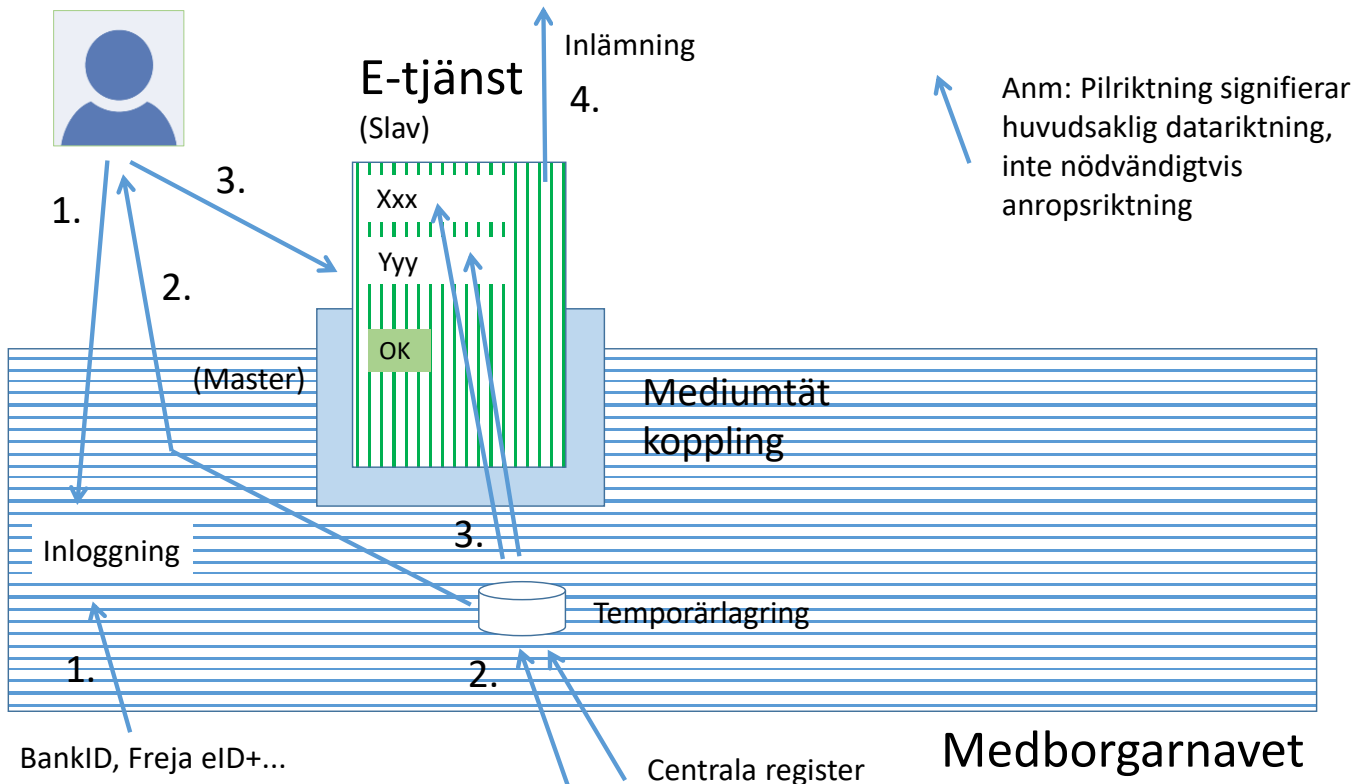 Inlämning
4.
E-tjänst
(Slav)
Anm: Pilriktning signifierar
huvudsaklig datariktning,
inte nödvändigtvis
anropsriktning
3.
1.
Xxx
Yyy
2.
OK
(Master)
Mediumtät
koppling
3.
Inloggning
Temporärlagring
1.
2.
BankID, Freja eID+...
Centrala register
Medborgarnavet